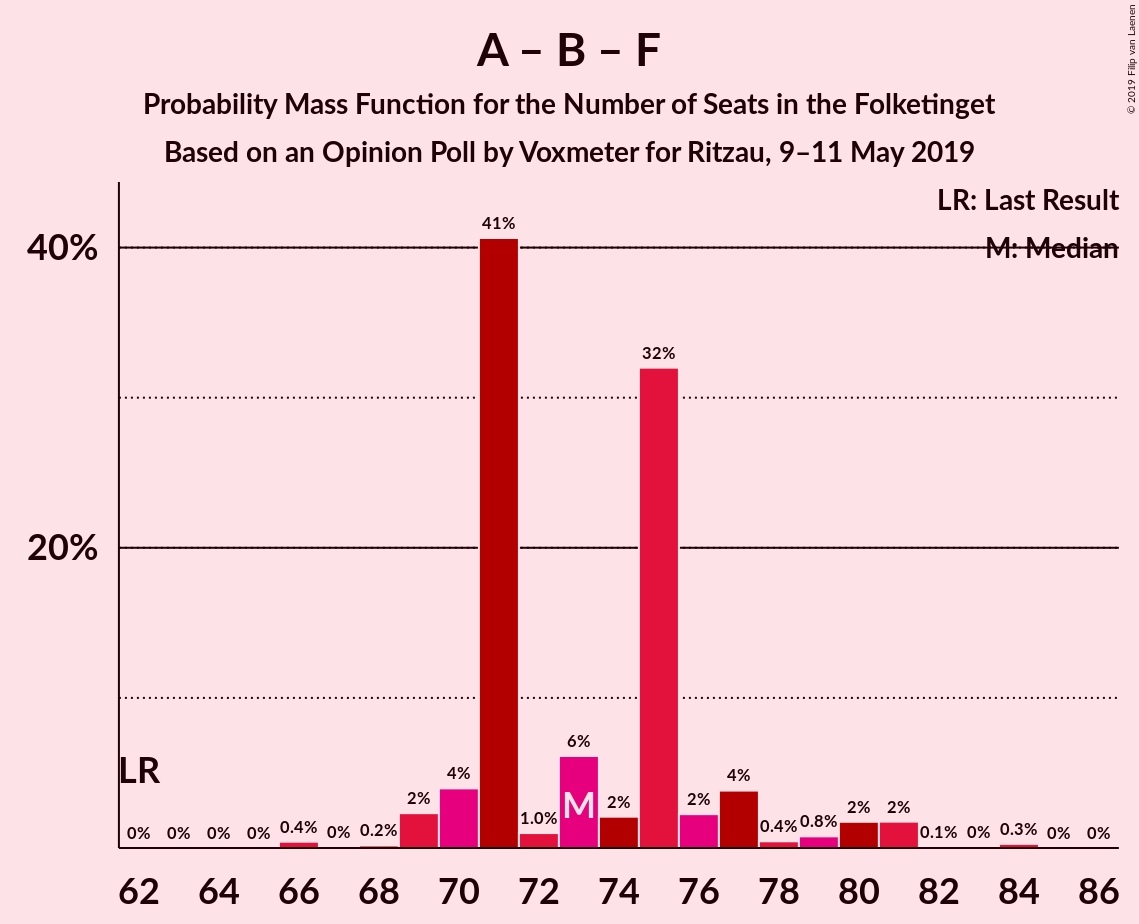 A – B – F
Probability Mass Function for the Number of Seats in the Folketinget
Based on an Opinion Poll by Voxmeter for Ritzau, 9–11 May 2019
© 2019 Filip van Laenen
LR: Last Result
M: Median
40%
20%
41%
32%
6%
4%
4%
LR
M
0% 0% 0% 0% 0.4% 0% 0.2% 2% 1.0% 2% 2% 0.4% 0.8% 2% 2% 0.1% 0% 0.3% 0% 0%
62 64 66 68 70 72 74 76 78 80 82 84 86